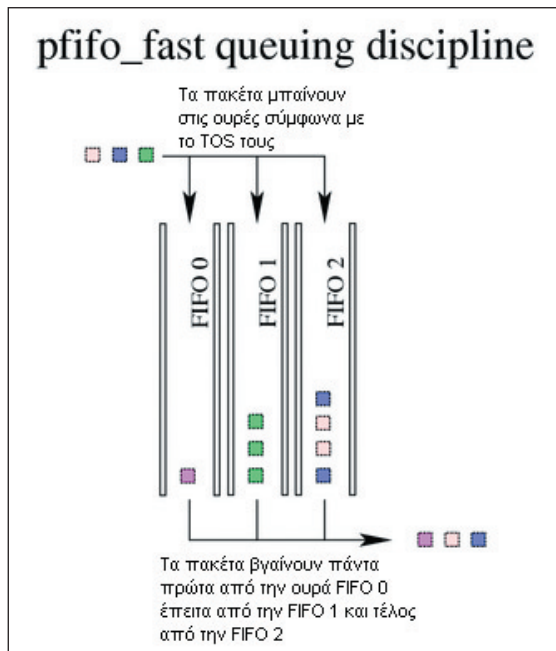 pfifo_fast queuing discipline
Τα πακέτα μπαίνουν
στις ουρές σύμφωνα με
το TOS τους
FIFO 0
FIFO 1
FIFO 2
Τα πακέτα βγαίνουν πάντα
πρώτα από την ουρά FIFO 0
έπειτα από την FIFO 1 και τέλος
από την FIFO 2